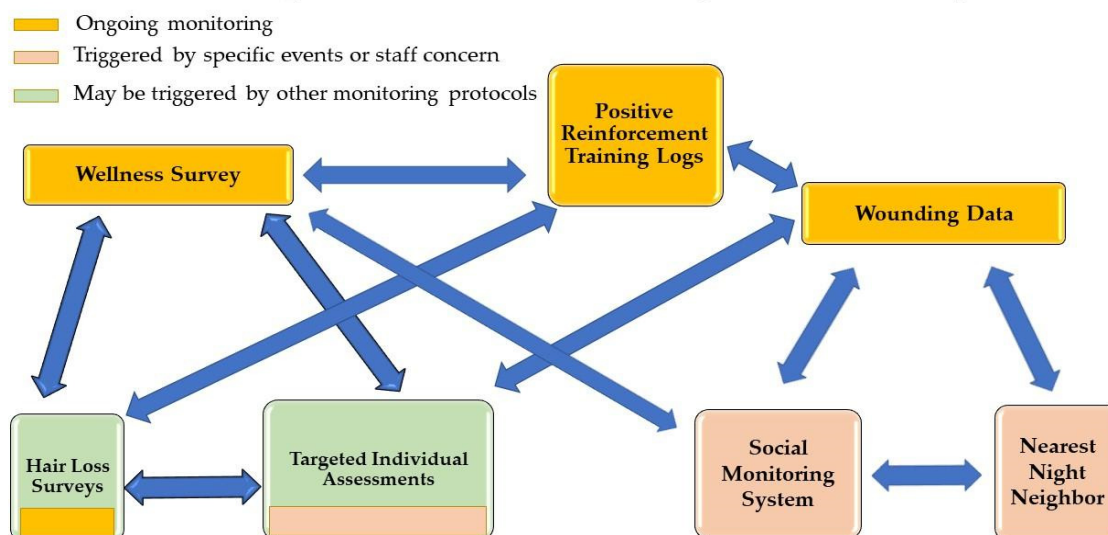 Ongoing monitoring
Triggered by specific events or staff concern
May be triggered by other monitoring protocols
Positive
Reinforcement
Training Logs
Wellness Survey
Wounding Data
Hair Loss
Surveys
Targeted Individual
Assessments
Social
Monitoring
System
Nearest
Night
Neighbor